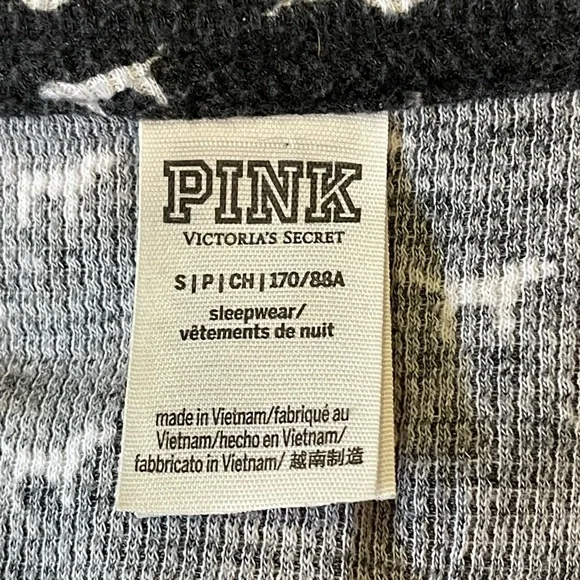 PINK
VICTORIA'S SECRET
S | P | CH | 170/88A
sleepwear/
vêtements de nuit
made in Vietnam/fabriqué au
Vietnam/hecho en Vietnam/
fabbricato in Vietnam/ 越南制造